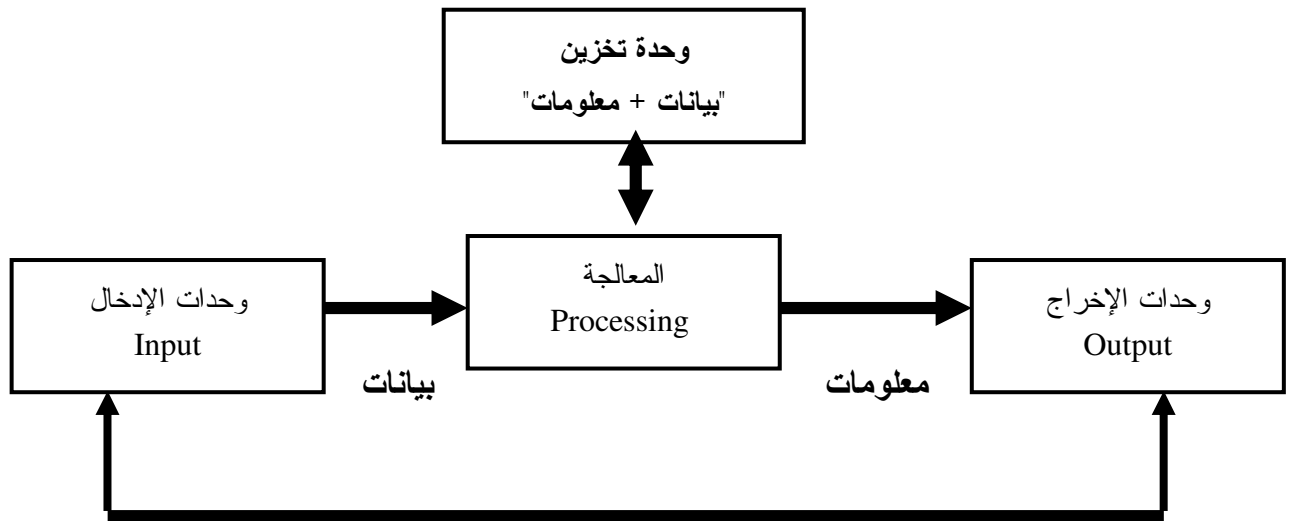 وحدة تخزين
"بيانات + معلومات"
المعالجة
Processing
وحدات الإدخال
Input
وحدات الإخراج
Output
بيانات
معلومات